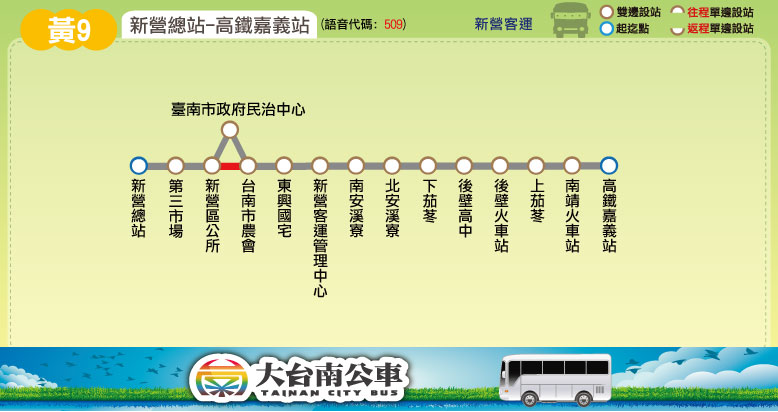 黃9
新營總站-高鐵嘉義站 (語音代碼: 509)
新營客運
雙邊設站
起迄點
往程單邊設站
返程單邊設站
臺南市政府民治中心
新營總站
第三市場
新營區公所
台南市農會
東興國宅
新營客運管理中心
南安溪寮
北安溪寮
下茄苳
後壁高中
後壁火車站
上茄苳
南靖火車站
高鐵嘉義站
大台南公車
TAINAN CITY BUS